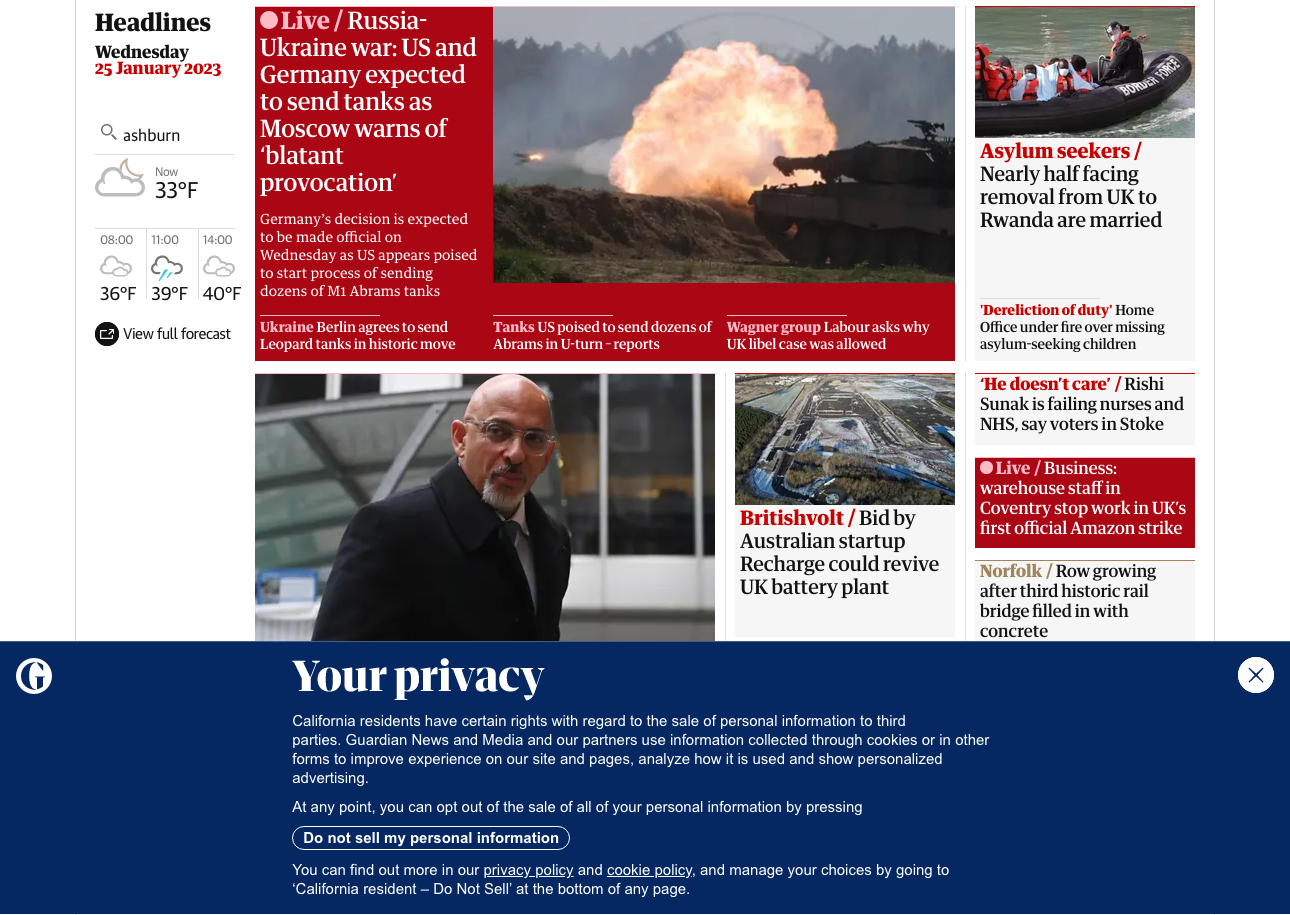 Headlines
Wednesday
25 January 2023
ashburn
Now
33°F
08:00
11:00
14:00
36°F
39°F
40°F
View full forecast
Live / Russia-
Ukraine war: US and
Germany expected
to send tanks as
Moscow warns of
‘blatant
provocation’
Germany’s decision is expected
to be made official on
Wednesday as US appears poised
to start process of sending
dozens of M1 Abrams tanks
Ukraine Berlin agrees to send
Leopard tanks in historic move
Tanks US poised to send dozens of
Abrams in U-turn – reports
Wagner group Labour asks why
UK libel case was allowed
BORDER FORCE
Asylum seekers /
Nearly half facing
removal from UK to
Rwanda are married
'Dereliction of duty' Home
Office under fire over missing
asylum-seeking children
Britishvolt / Bid by
Australian startup
Recharge could revive
UK battery plant
‘He doesn’t care’ / Rishi
Sunak is failing nurses and
NHS, say voters in Stoke
Live / Business:
warehouse staff in
Coventry stop work in UK’s
first official Amazon strike
Norfolk / Row growing
after third historic rail
bridge filled in with
concrete
Your privacy
California residents have certain rights with regard to the sale of personal information to third
parties. Guardian News and Media and our partners use information collected through cookies or in other
forms to improve experience on our site and pages, analyze how it is used and show personalized
advertising.
At any point, you can opt out of the sale of all of your personal information by pressing
Do not sell my personal information
You can find out more in our privacy policy and cookie policy, and manage your choices by going to
‘California resident – Do Not Sell’ at the bottom of any page.